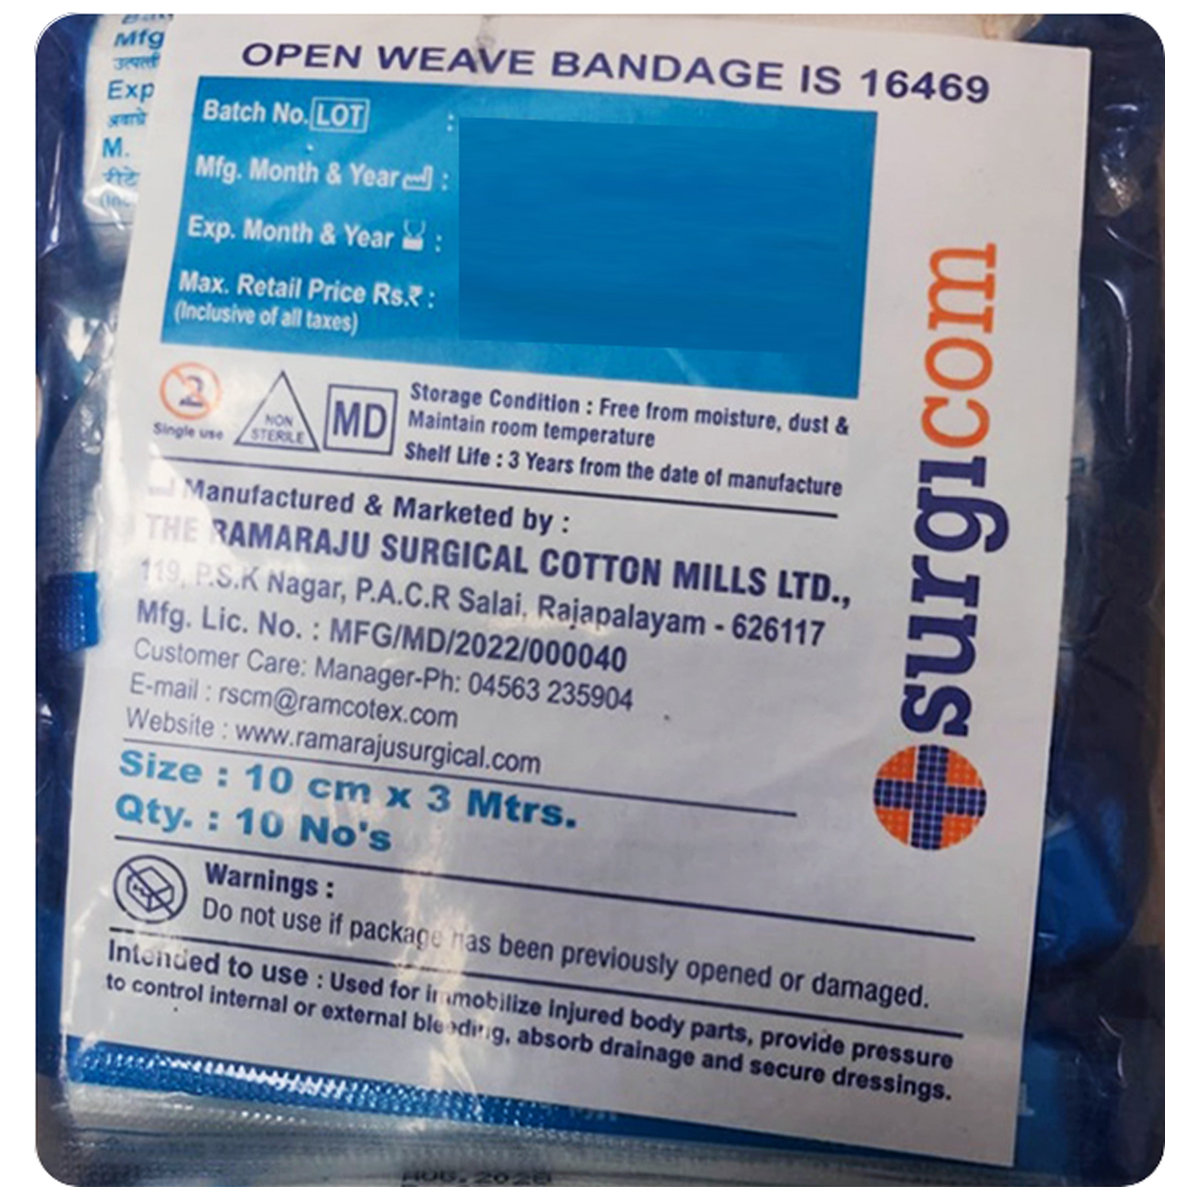 Mfg
Exp
M.
OPEN WEAVE BANDAGE IS 16469
Batch No. LOT :
Mfg. Month & Year :
Exp. Month & Year :
Max. Retail Price Rs.₹ :
(Inclusive of all taxes)
2
Single use
NON
STERILE
MD
Storage Condition : Free from moisture, dust &
Maintain room temperature
Shelf Life : 3 Years from the date of manufacture
Manufactured & Marketed by :
THE RAMARAJU SURGICAL COTTON MILLS LTD.,
119, P.S.K Nagar, P.A.C.R Salai, Rajapalayam - 626117
Mfg. Lic. No. : MFG/MD/2022/000040
Customer Care: Manager-Ph: 04563 235904
E-mail : rscm@ramcotex.com
Website : www.ramarajusurgical.com
Size : 10 cm x 3 Mtrs.
Qty. : 10 No's
Warnings :
Do not use if package has been previously opened or damaged.
Intended to use : Used for immobilize injured body parts, provide pressure
to control internal or external bleeding, absorb drainage and secure dressings.
surgicom